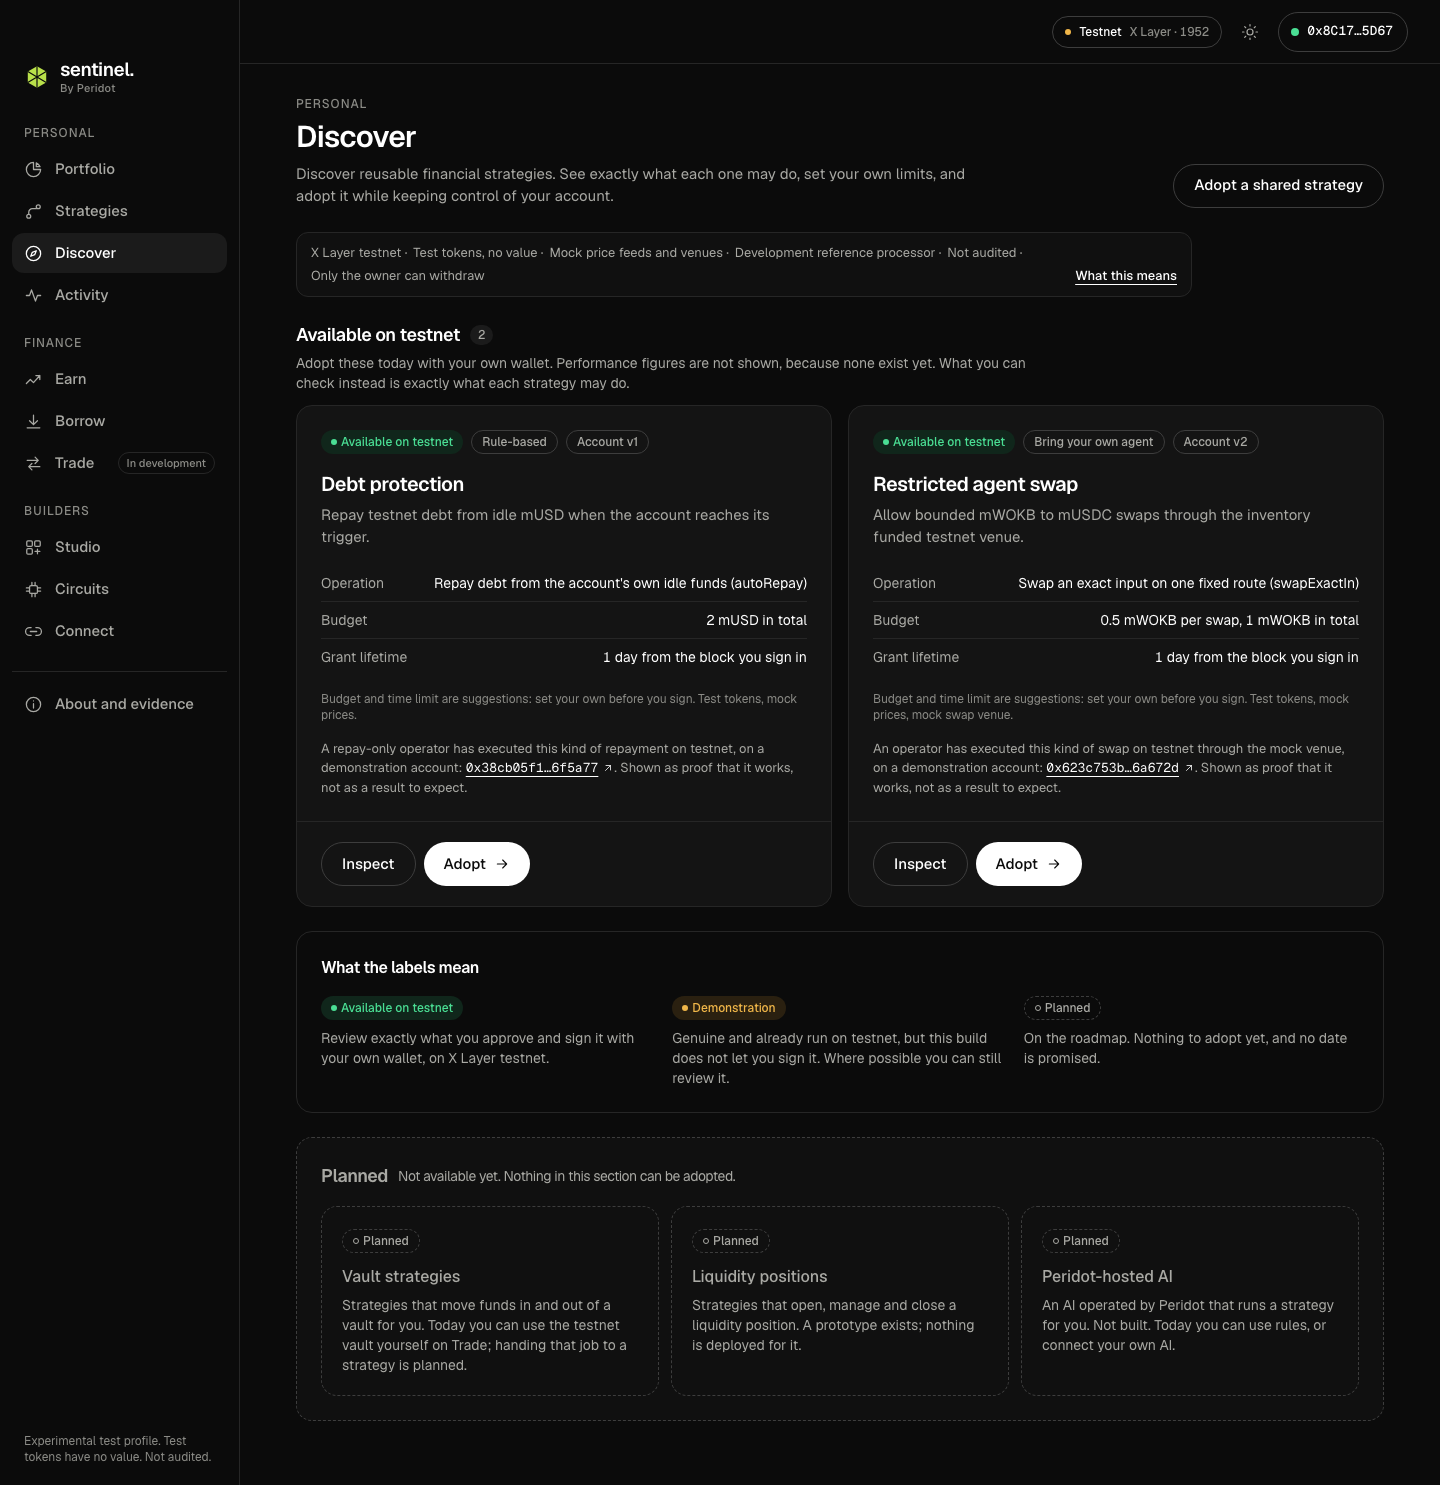 sentinel.
By Peridot
PERSONAL
Portfolio
Strategies
Discover
Activity
FINANCE
Earn
Borrow
Trade In development
BUILDERS
Studio
Circuits
Connect
About and evidence
Experimental test profile. Test
tokens have no value. Not audited.
Testnet X Layer · 1952
0x8C17…5D67
PERSONAL
Discover
Discover reusable financial strategies. See exactly what each one may do, set your own limits, and
adopt it while keeping control of your account.
Adopt a shared strategy
X Layer testnet · Test tokens, no value · Mock price feeds and venues · Development reference processor · Not audited ·
Only the owner can withdraw
What this means
Available on testnet 2
Adopt these today with your own wallet. Performance figures are not shown, because none exist yet. What you can
check instead is exactly what each strategy may do.
Available on testnet Rule-based Account v1
Debt protection
Repay testnet debt from idle mUSD when the account reaches its
trigger.
Operation Repay debt from the account's own idle funds (autoRepay)
Budget 2 mUSD in total
Grant lifetime 1 day from the block you sign in
Budget and time limit are suggestions: set your own before you sign. Test tokens, mock
prices.
A repay-only operator has executed this kind of repayment on testnet, on a
demonstration account: 0x38cb05f1…6f5a77 ↗. Shown as proof that it works,
not as a result to expect.
Inspect Adopt →
Available on testnet Bring your own agent Account v2
Restricted agent swap
Allow bounded mWOKB to mUSDC swaps through the inventory
funded testnet venue.
Operation Swap an exact input on one fixed route (swapExactIn)
Budget 0.5 mWOKB per swap, 1 mWOKB in total
Grant lifetime 1 day from the block you sign in
Budget and time limit are suggestions: set your own before you sign. Test tokens, mock
prices, mock swap venue.
An operator has executed this kind of swap on testnet through the mock venue,
on a demonstration account: 0x623c753b…6a672d ↗. Shown as proof that it
works, not as a result to expect.
Inspect Adopt →
What the labels mean
Available on testnet
Review exactly what you approve and sign it with
your own wallet, on X Layer testnet.
Demonstration
Genuine and already run on testnet, but this build
does not let you sign it. Where possible you can still
review it.
Planned
On the roadmap. Nothing to adopt yet, and no date
is promised.
Planned Not available yet. Nothing in this section can be adopted.
Planned
Vault strategies
Strategies that move funds in and out of a
vault for you. Today you can use the testnet
vault yourself on Trade; handing that job to a
strategy is planned.
Planned
Liquidity positions
Strategies that open, manage and close a
liquidity position. A prototype exists; nothing
is deployed for it.
Planned
Peridot-hosted AI
An AI operated by Peridot that runs a strategy
for you. Not built. Today you can use rules, or
connect your own AI.